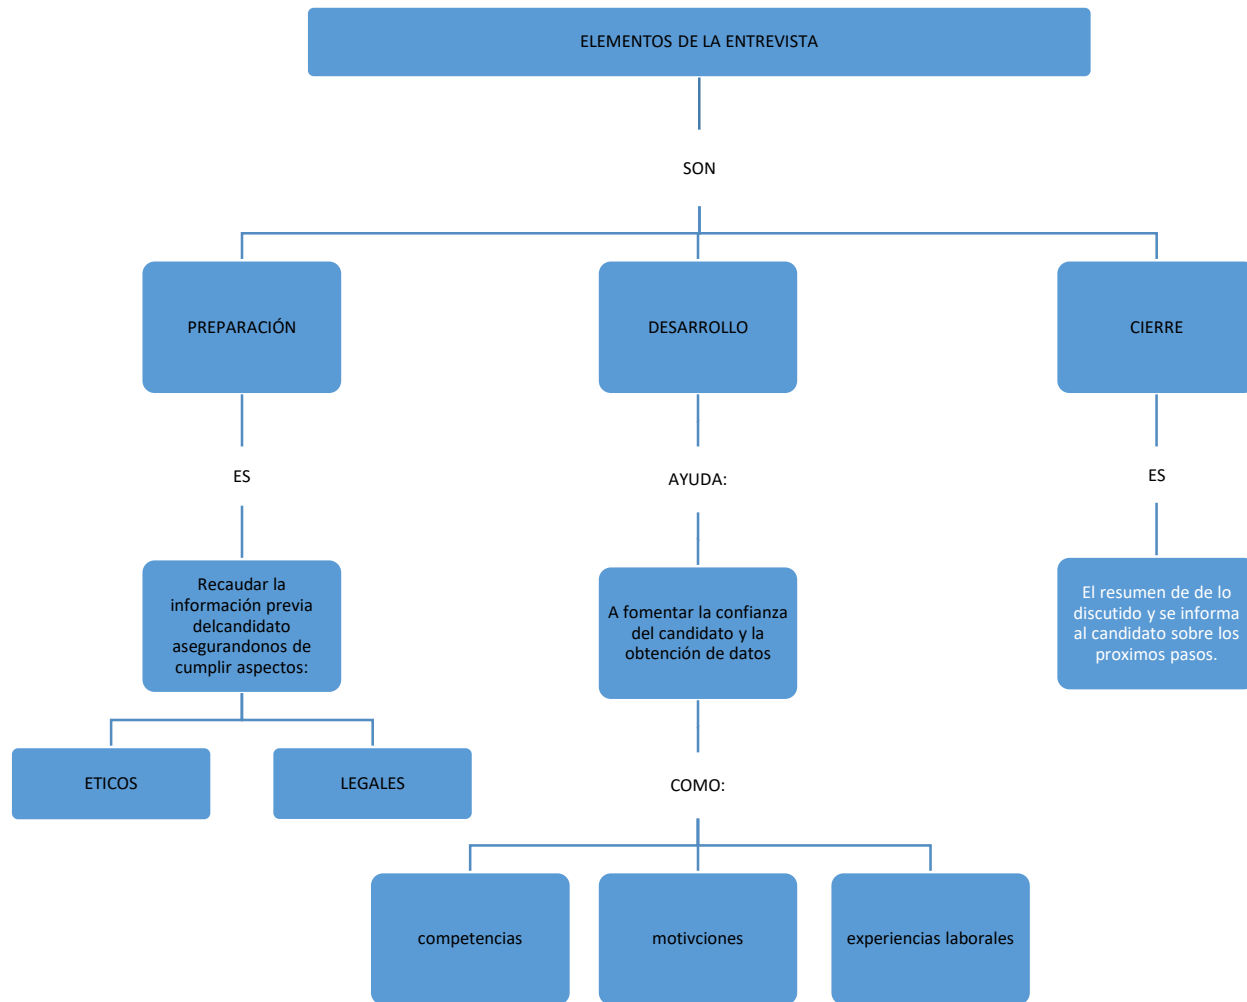 ELEMENTOS DE LA ENTREVISTA
SON
PREPARACIÓN
DESARROLLO
CIERRE
ES
AYUDA:
ES
Recaudar la
información previa
delcandidato
asegurandonos de
cumplir aspectos:
A fomentar la confianza
del candidato y la
obtención de datos
El resumen de de lo
discutido y se informa
al candidato sobre los
proximos pasos.
ETICOS
LEGALES
COMO:
competencias
motivciones
experiencias laborales